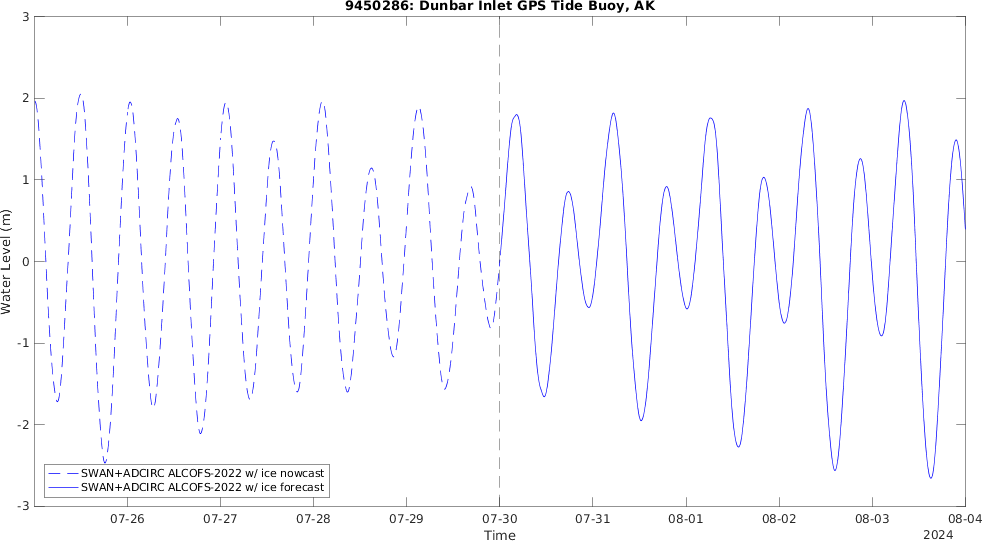 9450286: Dunbar Inlet GPS Tide Buoy, AK
3
2
1
0
-1
-2
-3
Water Level (m)
SWAN+ADCIRC ALCOFS-2022 w/ ice nowcast
SWAN+ADCIRC ALCOFS-2022 w/ ice forecast
07-26 07-27 07-28 07-29 07-30 07-31 08-01 08-02 08-03 08-04
Time
2024